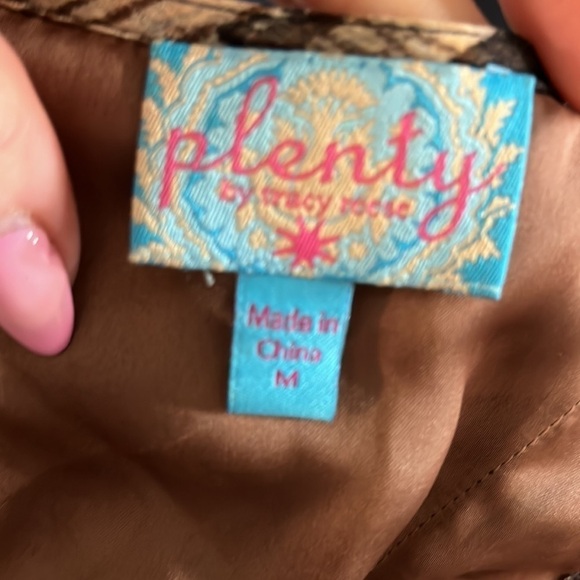 plenty
by tracy reese
Made in
China
M